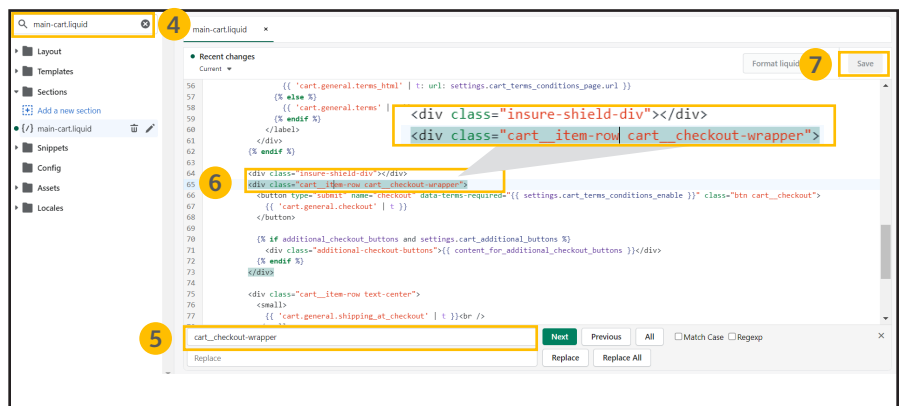 main-cart.liquid
4
Layout
Templates
Sections
Add a new section
{/} main-cart.liquid
Snippets
Config
Assets
Locales
main-cart.liquid ×
Recent changes
Current
Format liquid
7
Save
56 {{ 'cart.general.terms_html' | t: url: settings.cart_terms_conditions_page.url }}
57 {% else %}
58 {{ 'cart.general.terms' |
59 {% endif %}
60 </label>
61 </div>
62 {% endif %}
63
<div class="insure-shield-div"></div>
<div class="cart__item-row cart__checkout-wrapper">
6
64 <div class="insure-shield-div"></div>
65 <div class="cart__item-row cart__checkout-wrapper">
66 <button type="submit" name="checkout" data-terms-required="{{ settings.cart_terms_conditions_enable }}" class="btn cart__checkout">
67 {{ 'cart.general.checkout' | t }}
68 </button>
69
70 {% if additional_checkout_buttons and settings.cart_additional_buttons %}
71 <div class="additional-checkout-buttons">{{ content_for_additional_checkout_buttons }}</div>
72 {% endif %}
73 </div>
74
75 <div class="cart__item-row text-center">
76 <small>
77 {{ 'cart.general.shipping_at_checkout' | t }}<br />
5
cart__checkout-wrapper
Next
Previous
All
Match Case
Regexp
×
Replace
Replace
Replace All